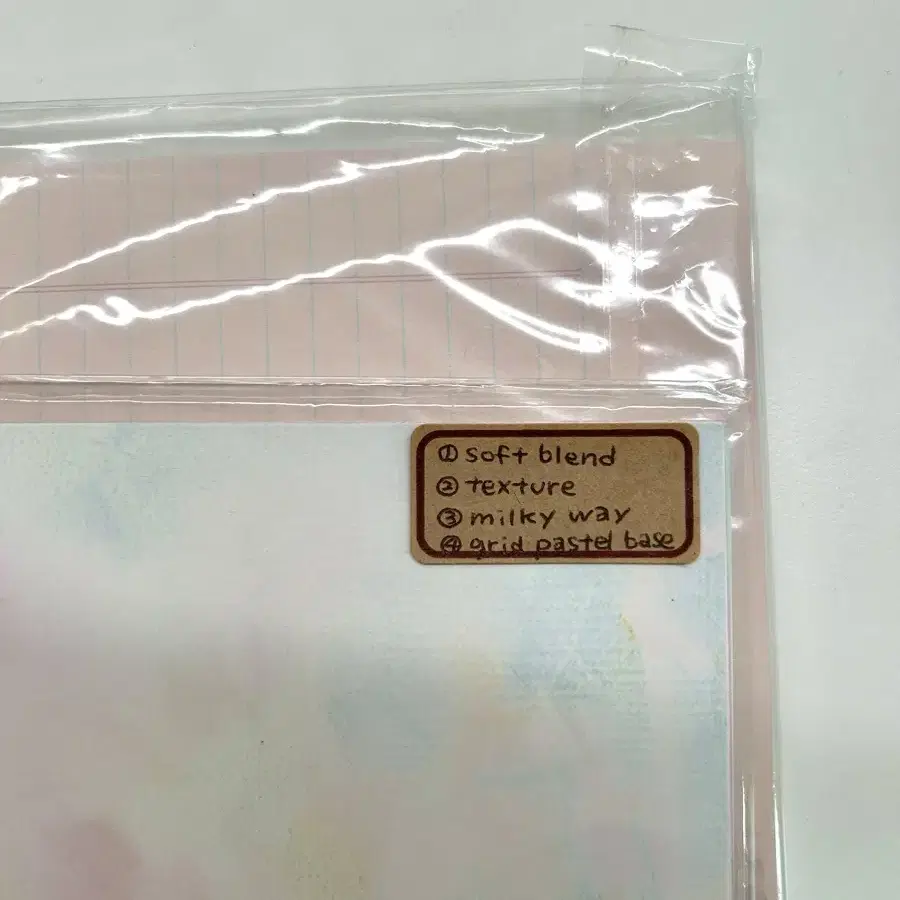 ① soft blend
② texture
③ milky way
④ grid pastel base